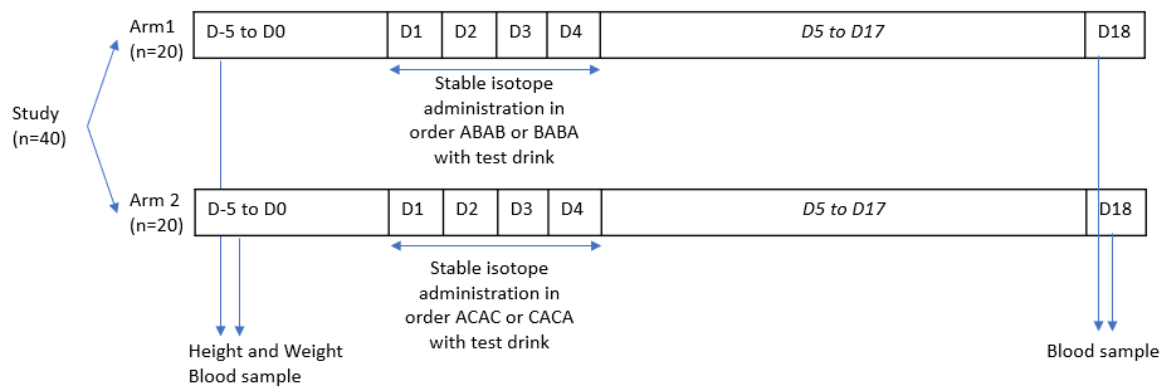 Arm1
(n=20)
D-5 to D0
D1
D2
D3
D4
D5 to D17
D18
Stable isotope
administration in
order ABAB or BABA
with test drink
Study
(n=40)
Arm 2
(n=20)
D-5 to D0
D1
D2
D3
D4
D5 to D17
D18
Stable isotope
administration in
order ACAC or CACA
with test drink
Height and Weight
Blood sample
Blood sample